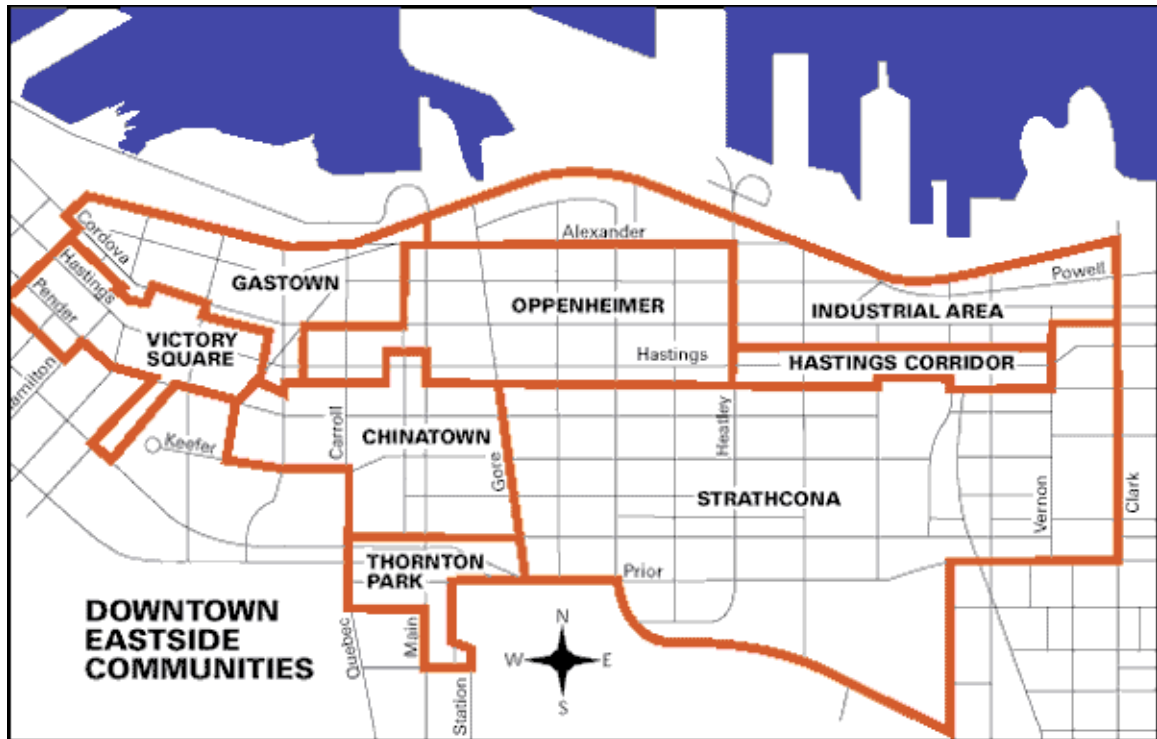 Alexander
Cordova
Powell
GASTOWN
Hastings
OPPENHEIMER
INDUSTRIAL AREA
Pender
VICTORY
SQUARE
Hastings
HASTINGS CORRIDOR
amilton
Keefer
Carroll
CHINATOWN
Gore
Heatley
STRATHCONA
Vernon
Clark
THORNTON
PARK
Prior
DOWNTOWN
EASTSIDE
COMMUNITIES
Quebec
Main
Station
N
W
E
S